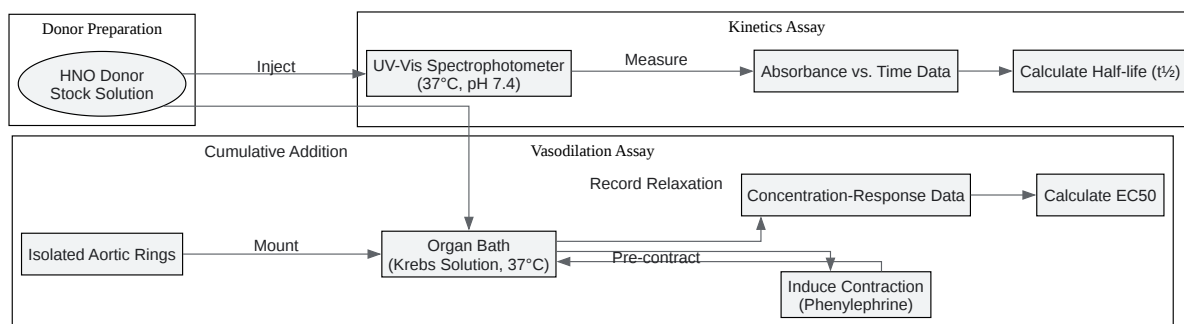 Donor Preparation
HNO Donor
Stock Solution
Inject
Kinetics Assay
UV-Vis Spectrophotometer
(37°C, pH 7.4)
Measure
Absorbance vs. Time Data
Calculate Half-life (t½)
Cumulative Addition
Vasodilation Assay
Record Relaxation
Concentration-Response Data
Calculate EC50
Isolated Aortic Rings
Mount
Organ Bath
(Krebs Solution, 37°C)
Pre-contract
Induce Contraction
(Phenylephrine)